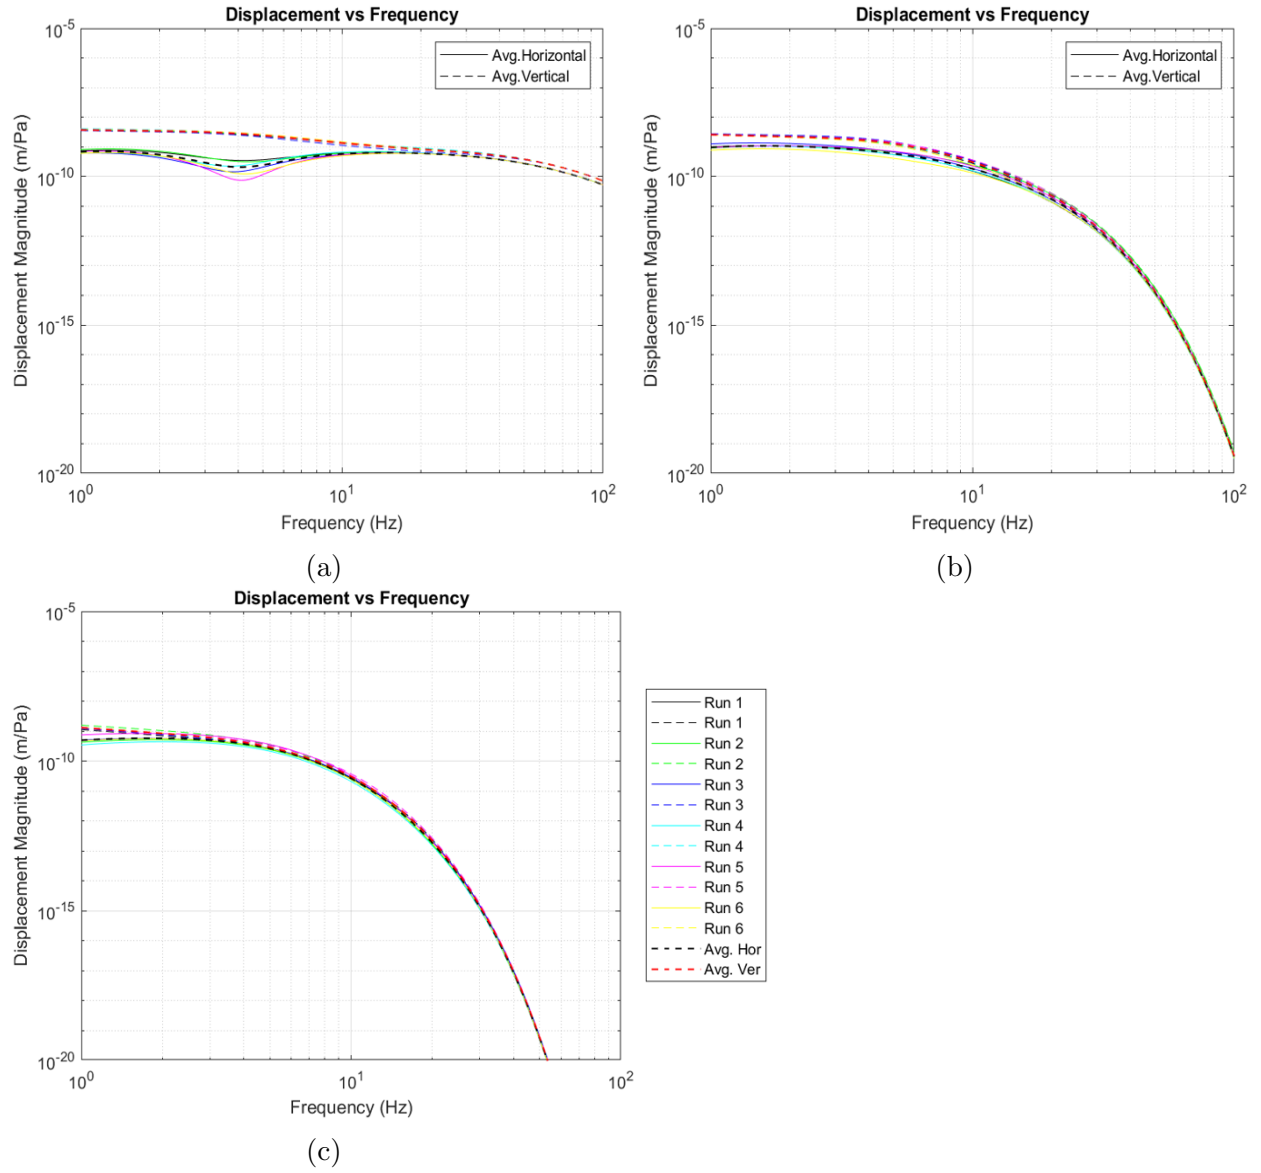 Displacement vs Frequency
10^-5
10^-10
10^-15
10^-20
Displacement Magnitude (m/Pa)
Avg.Horizontal
Avg.Vertical
10^0
10^1
10^2
Frequency (Hz)
(a)
Displacement vs Frequency
10^-5
10^-10
10^-15
10^-20
Displacement Magnitude (m/Pa)
Avg.Horizontal
Avg.Vertical
10^0
10^1
10^2
Frequency (Hz)
(b)
Displacement vs Frequency
10^-5
10^-10
10^-15
10^-20
Displacement Magnitude (m/Pa)
10^0
10^1
10^2
Frequency (Hz)
(c)
Run 1
Run 1
Run 2
Run 2
Run 3
Run 3
Run 4
Run 4
Run 5
Run 5
Run 6
Run 6
Avg. Hor
Avg. Ver